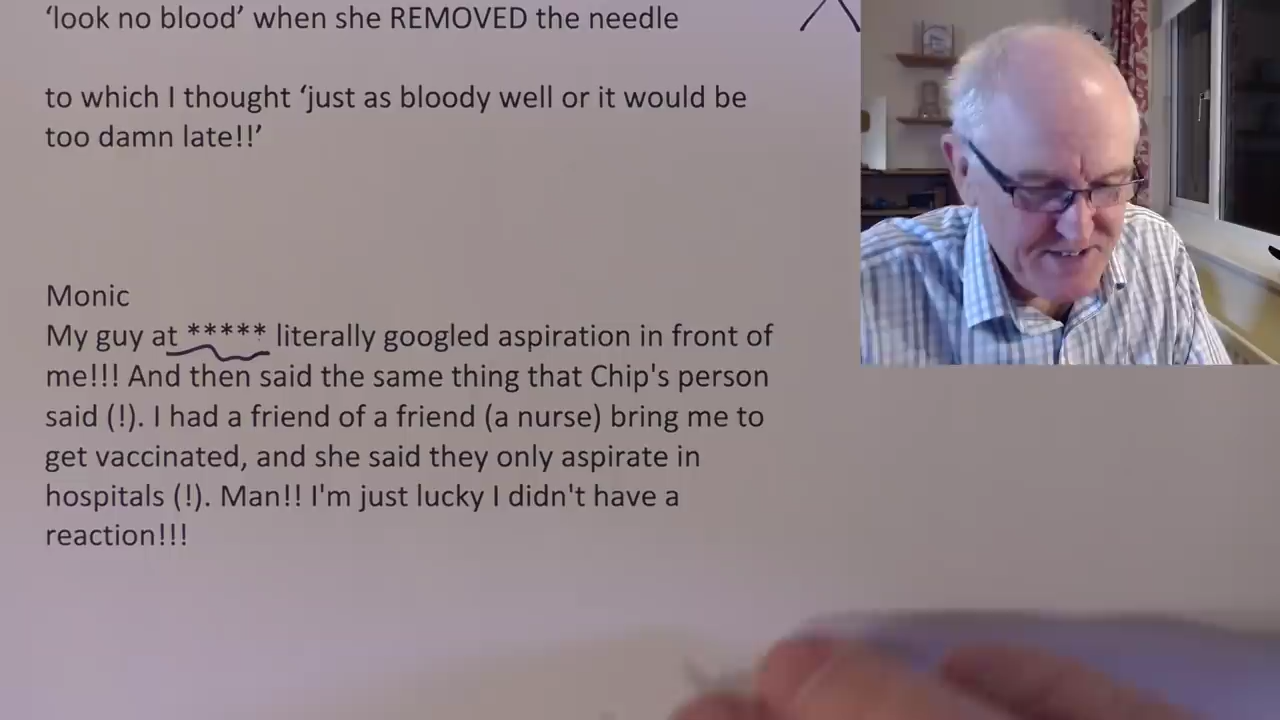 ‘look no blood’ when she REMOVED the needle
to which I thought ‘just as bloody well or it would be
too damn late!!’
Monic
My guy at ***** literally googled aspiration in front of
me!!! And then said the same thing that Chip's person
said (!). I had a friend of a friend (a nurse) bring me to
get vaccinated, and she said they only aspirate in
hospitals (!). Man!! I'm just lucky I didn't have a
reaction!!!